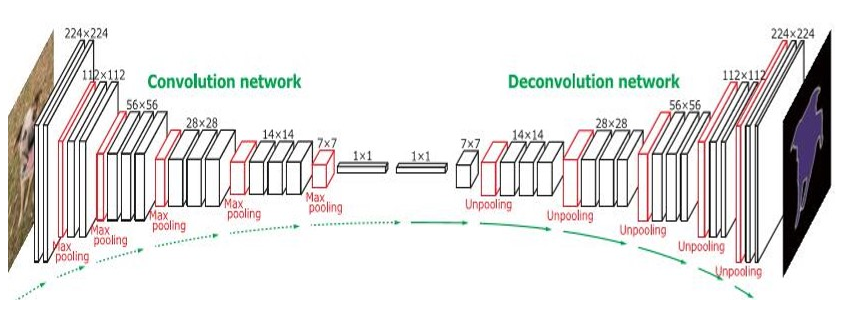 224×224
112×112
56×56
28×28
14×14
7×7
1×1
Convolution network
Max
pooling
Max
pooling
Max
pooling
Max
pooling
Max
pooling
Deconvolution network
1×1
7×7
14×14
28×28
56×56
112×112
224×224
Unpooling
Unpooling
Unpooling
Unpooling
Unpooling